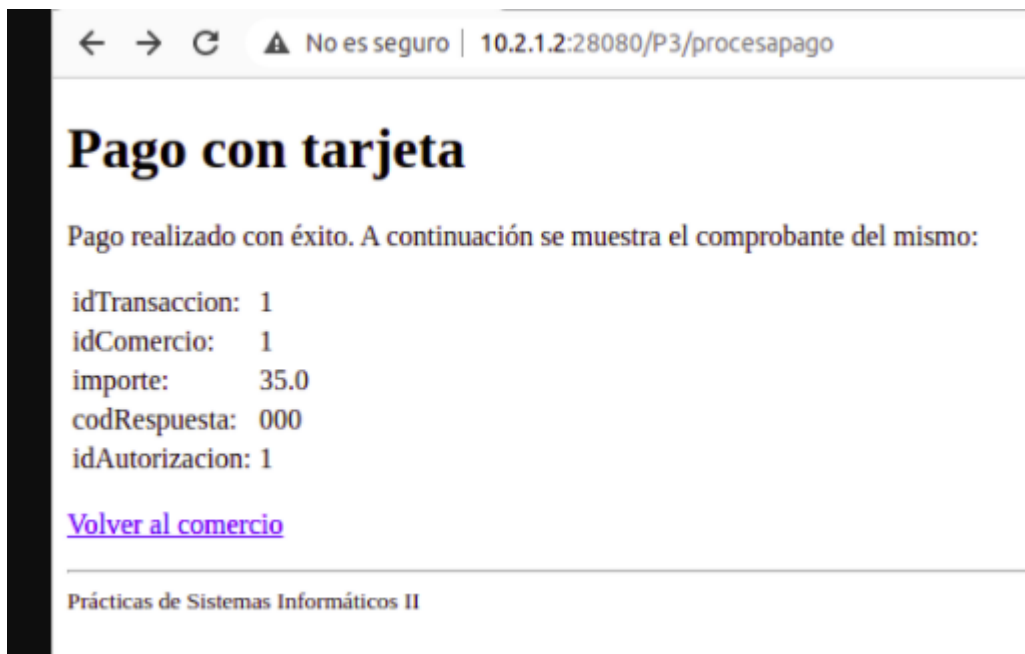 No es seguro | 10.2.1.2:28080/P3/procesapago
Pago con tarjeta
Pago realizado con éxito. A continuación se muestra el comprobante del mismo:
idTransaccion: 1
idComercio: 1
importe: 35.0
codRespuesta: 000
idAutorizacion: 1
Volver al comercio
Prácticas de Sistemas Informáticos II